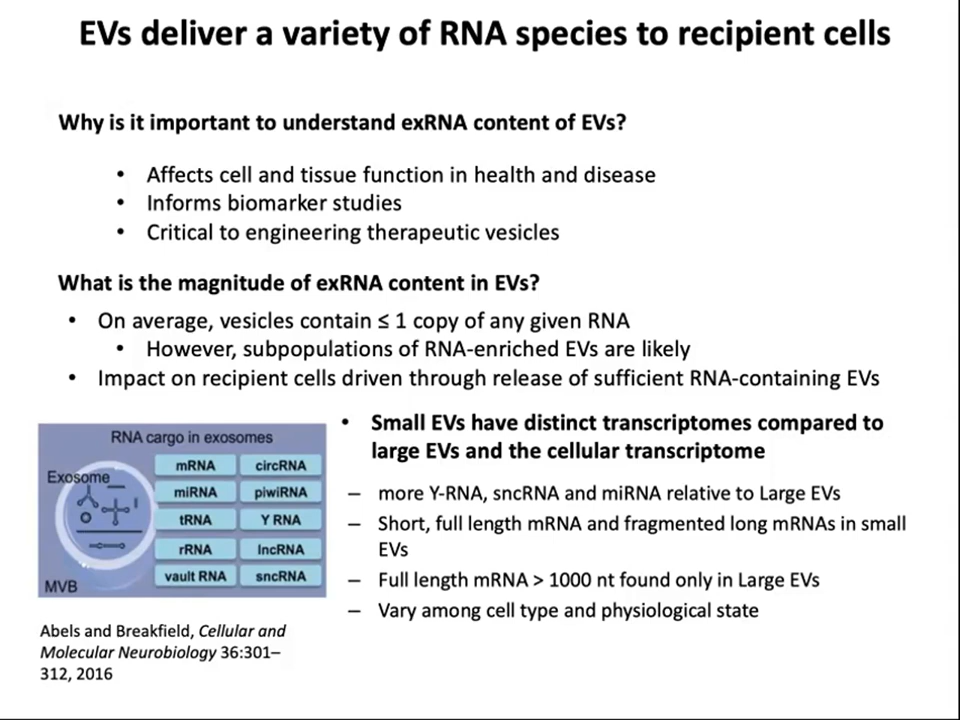 EVs deliver a variety of RNA species to recipient cells
Why is it important to understand exRNA content of EVs?
• Affects cell and tissue function in health and disease
• Informs biomarker studies
• Critical to engineering therapeutic vesicles
What is the magnitude of exRNA content in EVs?
• On average, vesicles contain ≤ 1 copy of any given RNA
• However, subpopulations of RNA-enriched EVs are likely
• Impact on recipient cells driven through release of sufficient RNA-containing EVs
RNA cargo in exosomes
Exosome
mRNA circRNA
miRNA piwiRNA
tRNA Y RNA
rRNA lncRNA
vault RNA sncRNA
MVB
Abels and Breakfield, Cellular and
Molecular Neurobiology 36:301–
312, 2016
• Small EVs have distinct transcriptomes compared to
large EVs and the cellular transcriptome
– more Y-RNA, sncRNA and miRNA relative to Large EVs
– Short, full length mRNA and fragmented long mRNAs in small
EVs
– Full length mRNA > 1000 nt found only in Large EVs
– Vary among cell type and physiological state